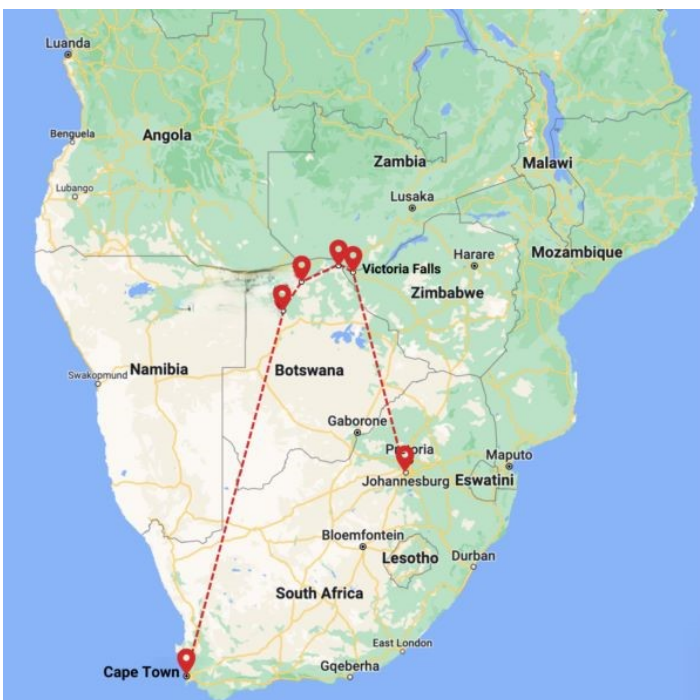 Luanda
Benguela
Angola
Lubango
Zambia
Malawi
Lusaka
Mozambique
Harare
Victoria Falls
Zimbabwe
Namibia
Swakopmund
Botswana
Gaborone
Maputo
Johannesburg
Eswatini
Bloemfontein
Lesotho
Durban
South Africa
East London
Cape Town
Gqeberha